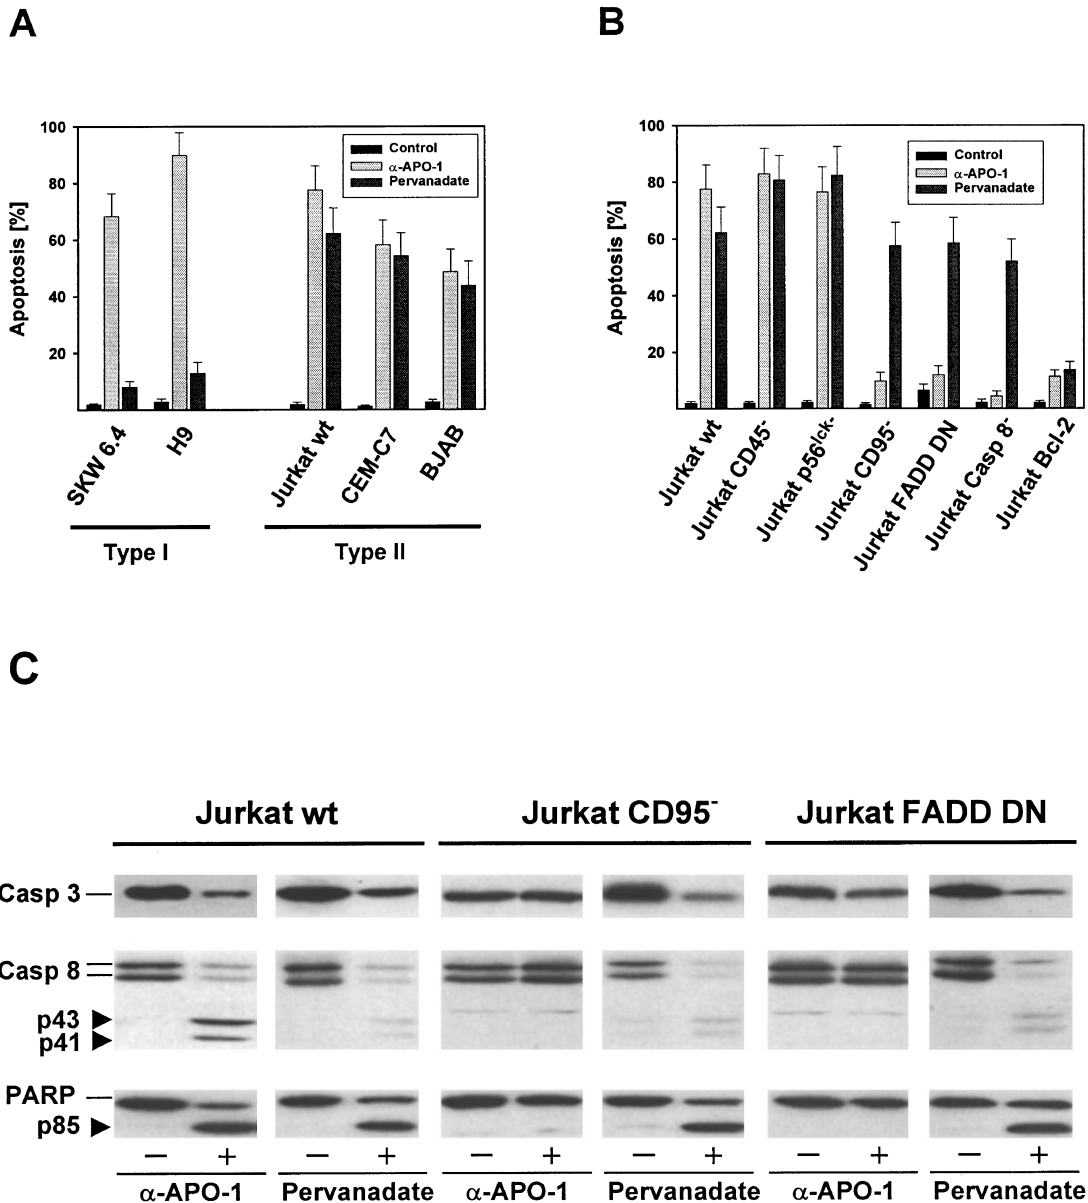 A
100
80
60
40
20
Apoptosis [%]
Control
α-APO-1
Pervanadate
SKW 6.4
H9
Jurkat wt
CEM-C7
BJAB
Type I
Type II
B
100
80
60
40
20
Apoptosis [%]
Control
α-APO-1
Pervanadate
Jurkat wt
Jurkat CD45⁻
Jurkat p56ˡᶜᵏ⁻
Jurkat CD95⁻
Jurkat FADD DN
Jurkat Casp 8⁻
Jurkat Bcl-2
C
Jurkat wt
Jurkat CD95⁻
Jurkat FADD DN
Casp 3
Casp 8
p43
p41
PARP
p85
− + − + − + − + − + − +
α-APO-1 Pervanadate α-APO-1 Pervanadate α-APO-1 Pervanadate